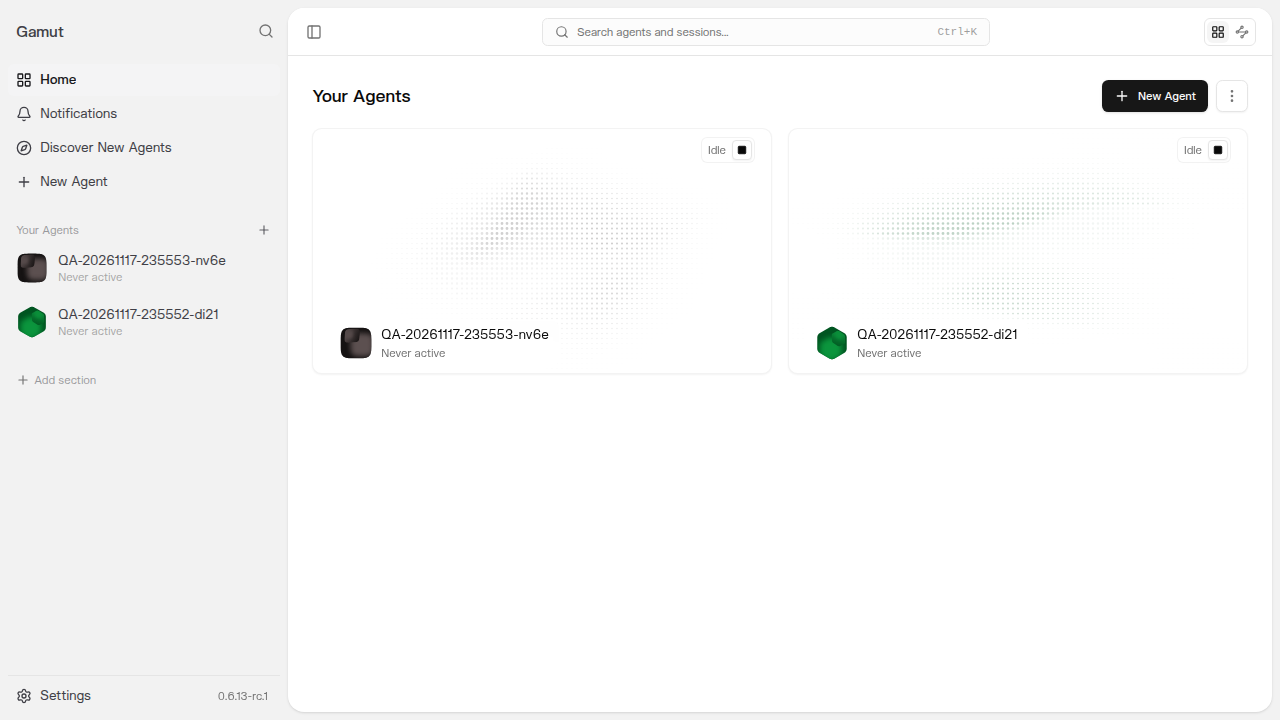 Gamut
Home
Notifications
Discover New Agents
New Agent
Your Agents
QA-20261117-235553-nv6e
Never active
QA-20261117-235552-di21
Never active
Add section
Settings
0.6.13-rc.1
Search agents and sessions...
Ctrl+K
Your Agents
New Agent
Idle
QA-20261117-235553-nv6e
Never active
Idle
QA-20261117-235552-di21
Never active